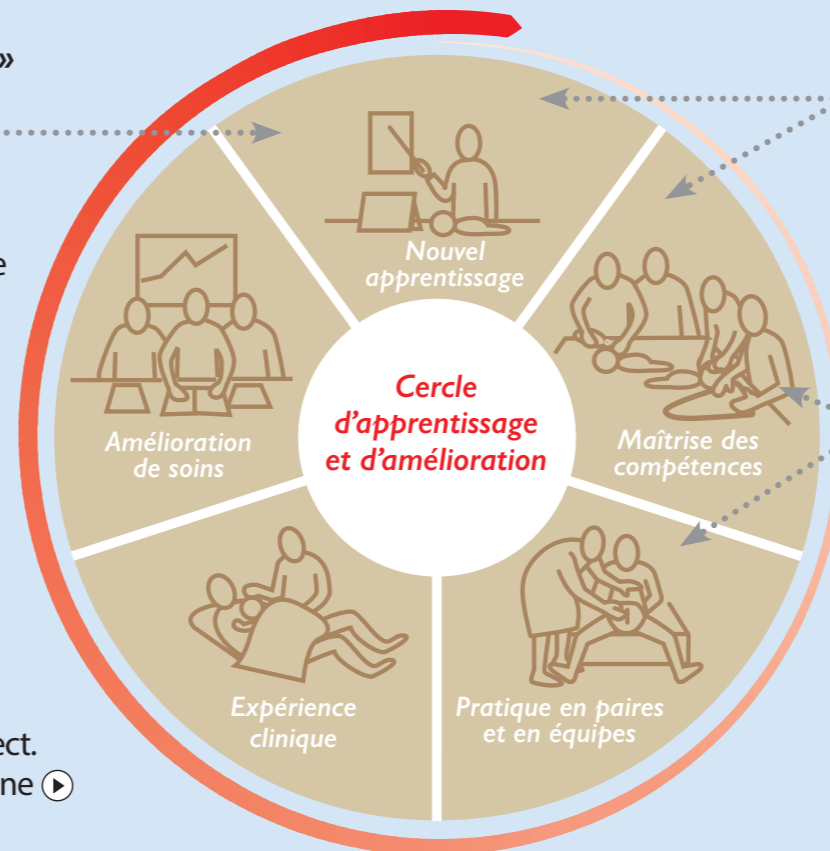 »
e
Nouvel
apprentissage
Cercle
d'apprentissage
et d'amélioration
Amélioration
de soins
Maîtrise des
compétences
Expérience
clinique
Pratique en paires
et en équipes
ect.
ne